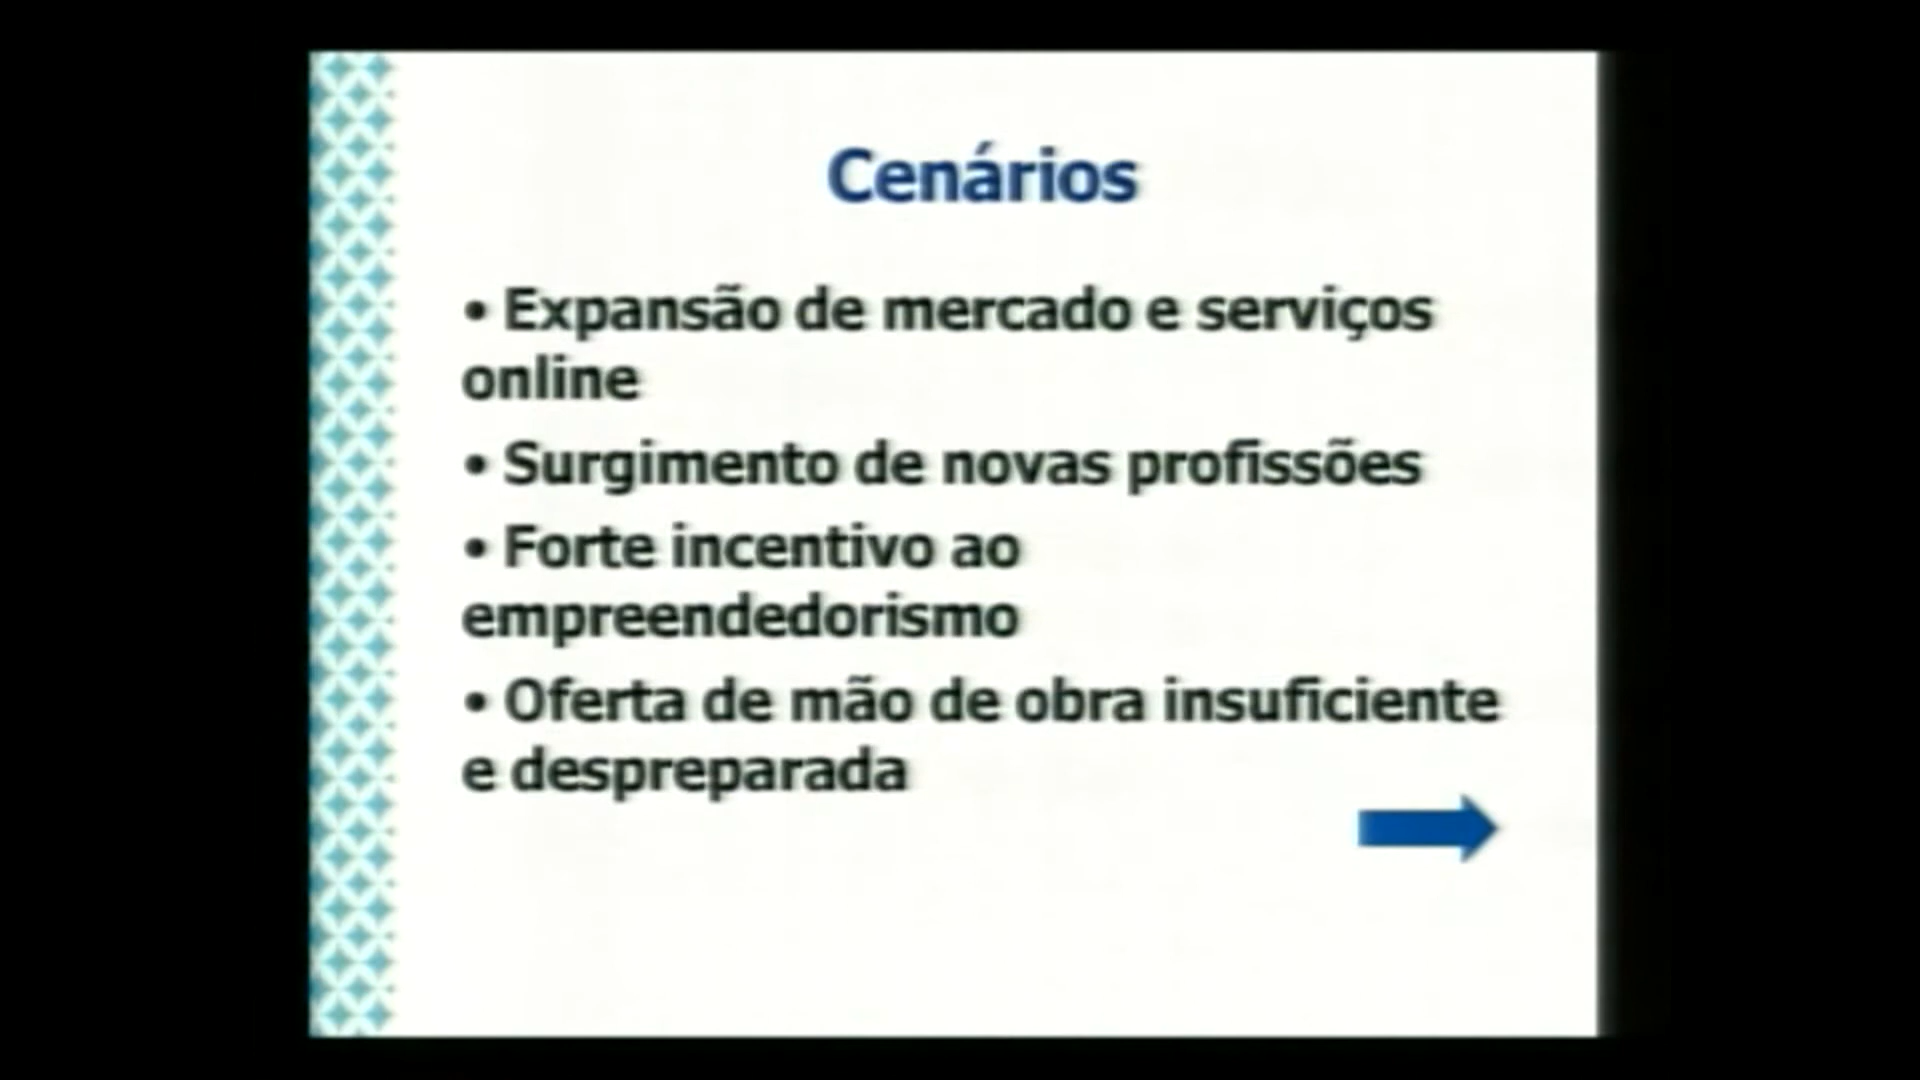 Cenários
• Expansão de mercado e serviços
online
• Surgimento de novas profissões
• Forte incentivo ao
empreendedorismo
• Oferta de mão de obra insuficiente
e despreparada